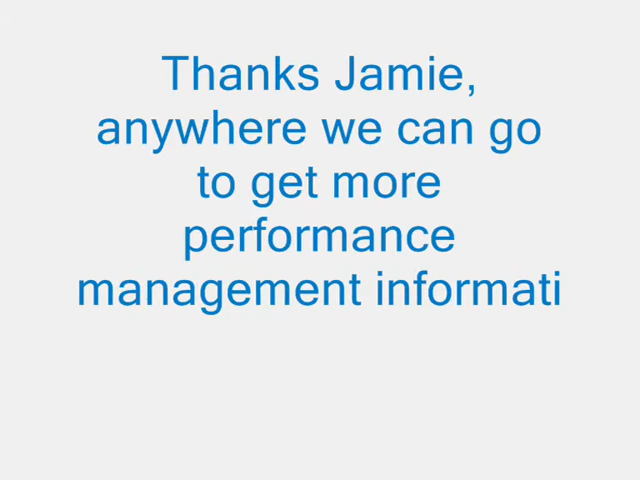 Thanks Jamie,
anywhere we can go
to get more
performance
management informati